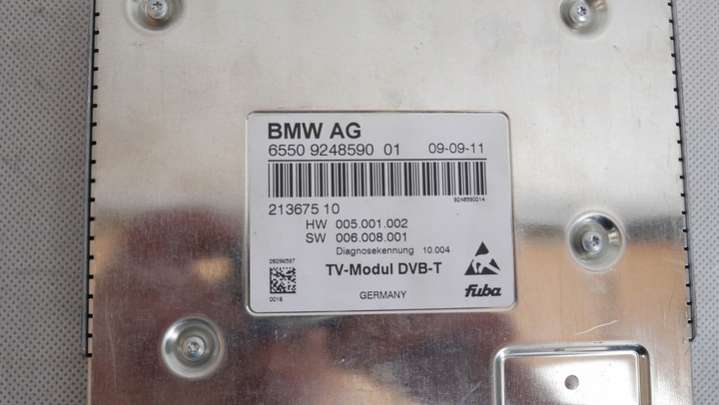 BMW AG
6550 9248590 01 09-09-11
9248590014
213675 10
HW 005.001.002
SW 006.008.001
Diagnosekennung 10.004
TV-Modul DVB-T
0016
GERMANY
fuba